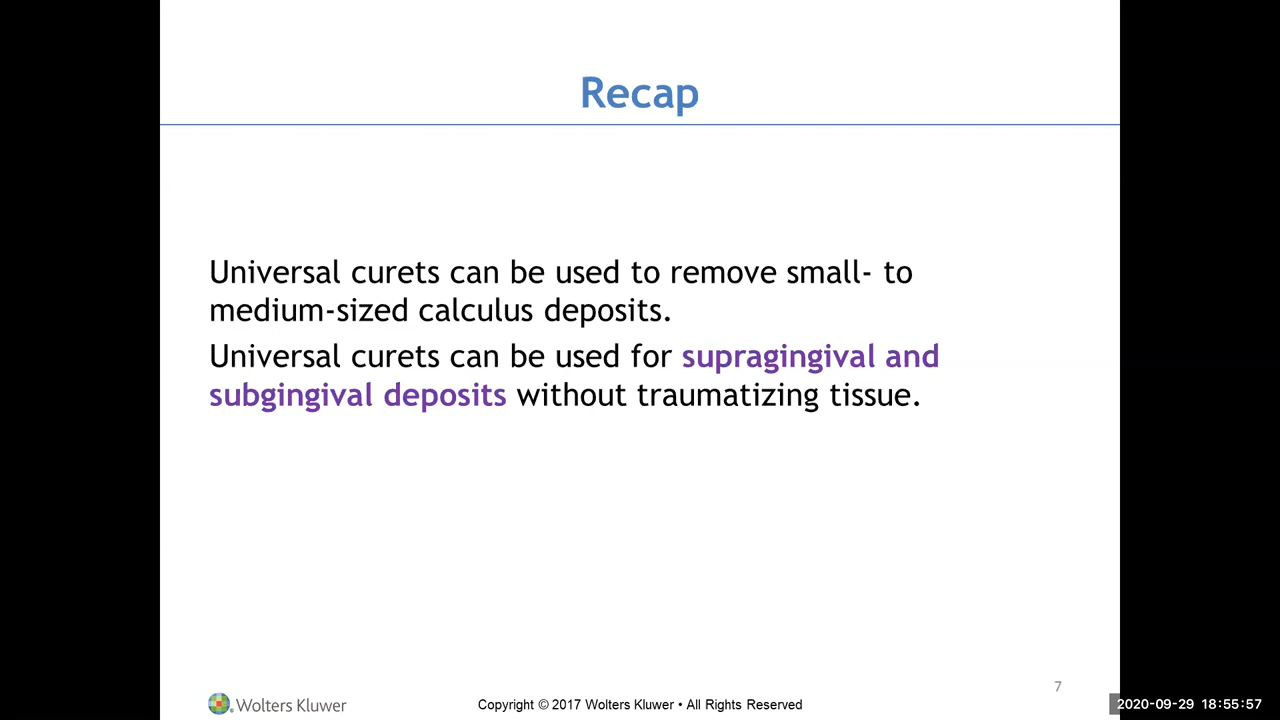 Recap
Universal curets can be used to remove small- to
medium-sized calculus deposits.
Universal curets can be used for supragingival and
subgingival deposits without traumatizing tissue.
7
Wolters Kluwer
Copyright © 2017 Wolters Kluwer • All Rights Reserved
2020-09-29 18:55:57